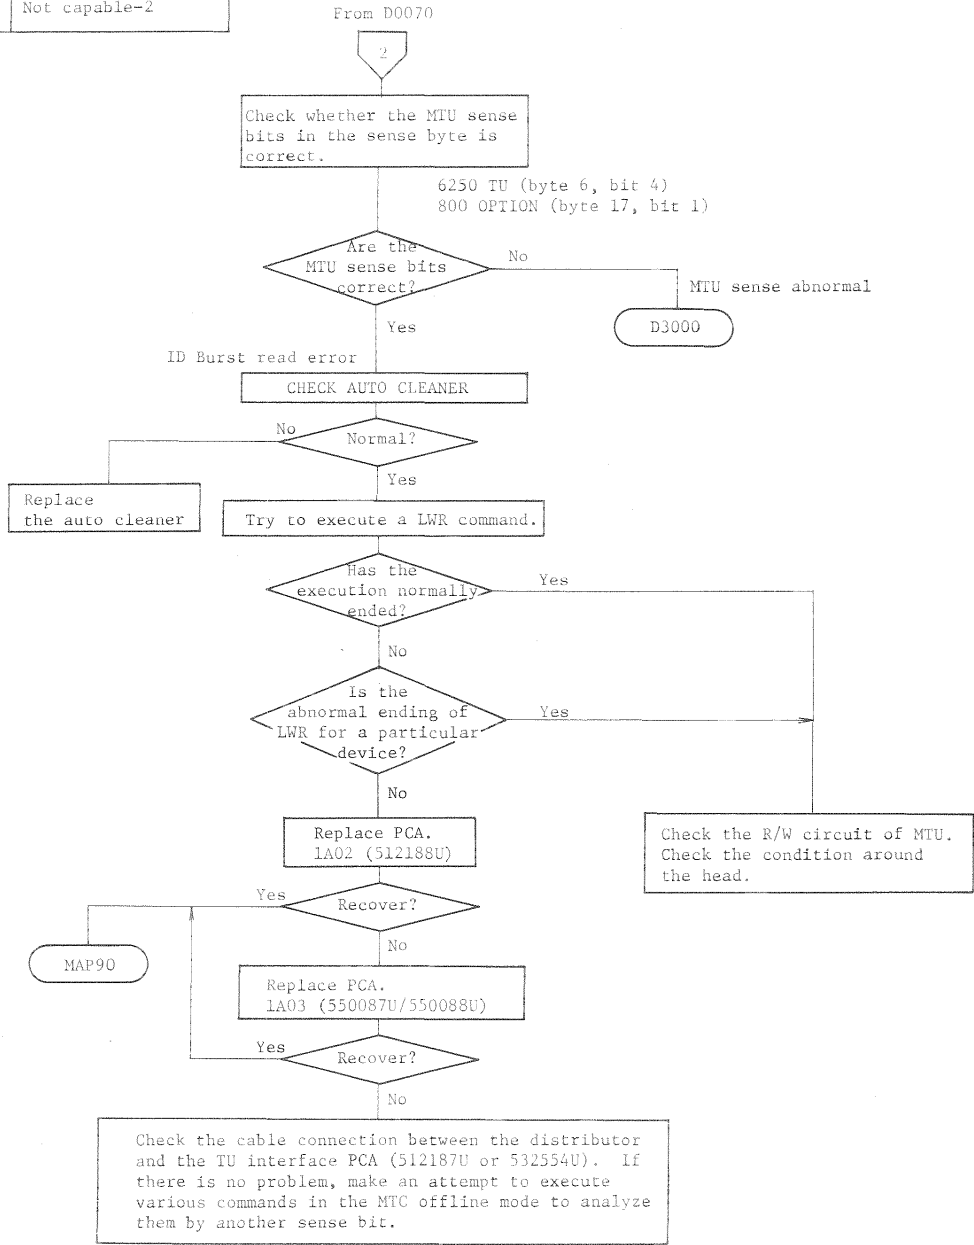 Not capable-2
From D0070
2
Check whether the MTU sense
bits in the sense byte is
correct.
6250 TU (byte 6, bit 4)
800 OPTION (byte 17, bit 1)
Are the
MTU sense bits
correct?
No
MTU sense abnormal
D3000
Yes
ID Burst read error
CHECK AUTO CLEANER
No
Normal?
Yes
Replace
the auto cleaner
Try to execute a LWR command.
Has the
execution normally
ended?
Yes
No
Is the
abnormal ending of
LWR for a particular
device?
Yes
No
Replace PCA.
1A02 (512188U)
Check the R/W circuit of MTU.
Check the condition around
the head.
Yes
Recover?
No
MAP90
Replace PCA.
1A03 (550087U/550088U)
Yes
Recover?
No
Check the cable connection between the distributor
and the TU interface PCA (512187U or 532554U).  If
there is no problem, make an attempt to execute
various commands in the MTC offline mode to analyze
them by another sense bit.